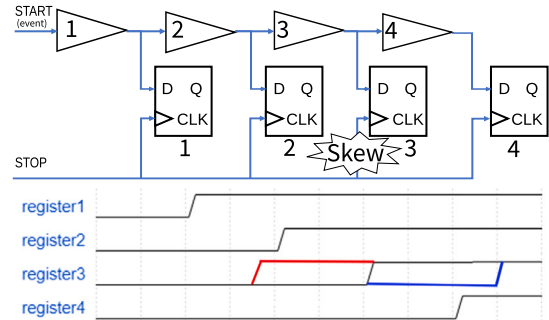 START
(event)
1
2
3
4
D Q
CLK
1
D Q
CLK
2
D Q
CLK
3
D Q
CLK
4
Skew
STOP
register1
register2
register3
register4